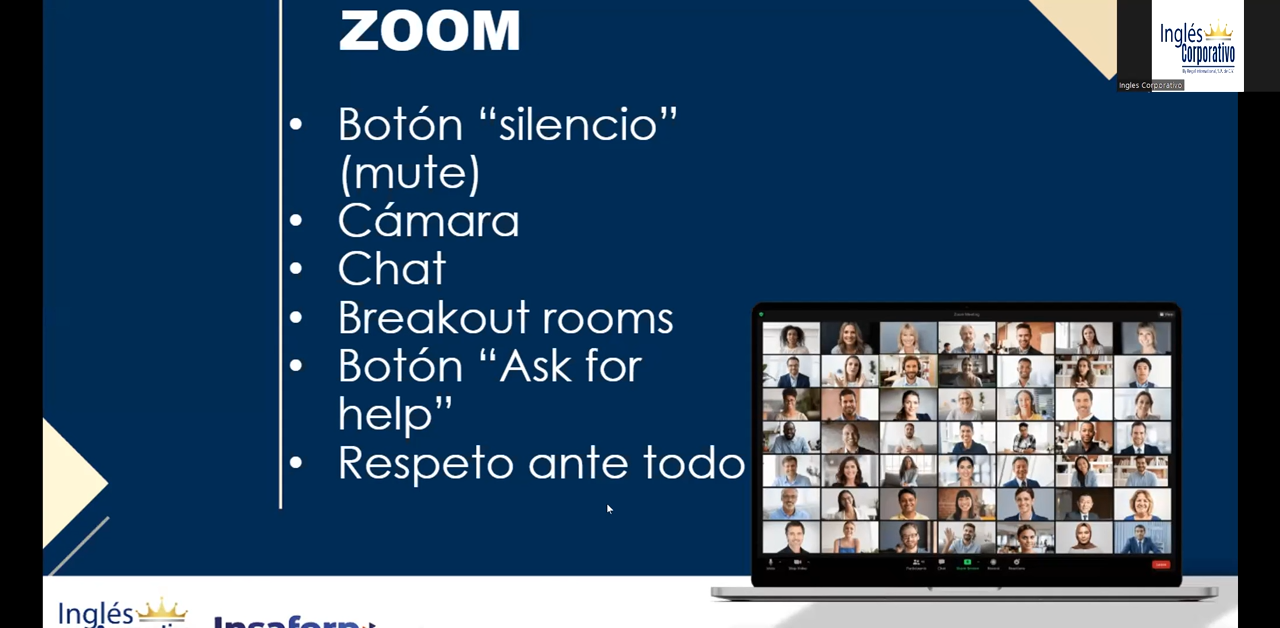 ZOOM
Inglés
Corporativo
Ingles Corporativo
• Botón “silencio”
(mute)
• Cámara
• Chat
• Breakout rooms
• Botón “Ask for
help”
• Respeto ante todo
Inglés